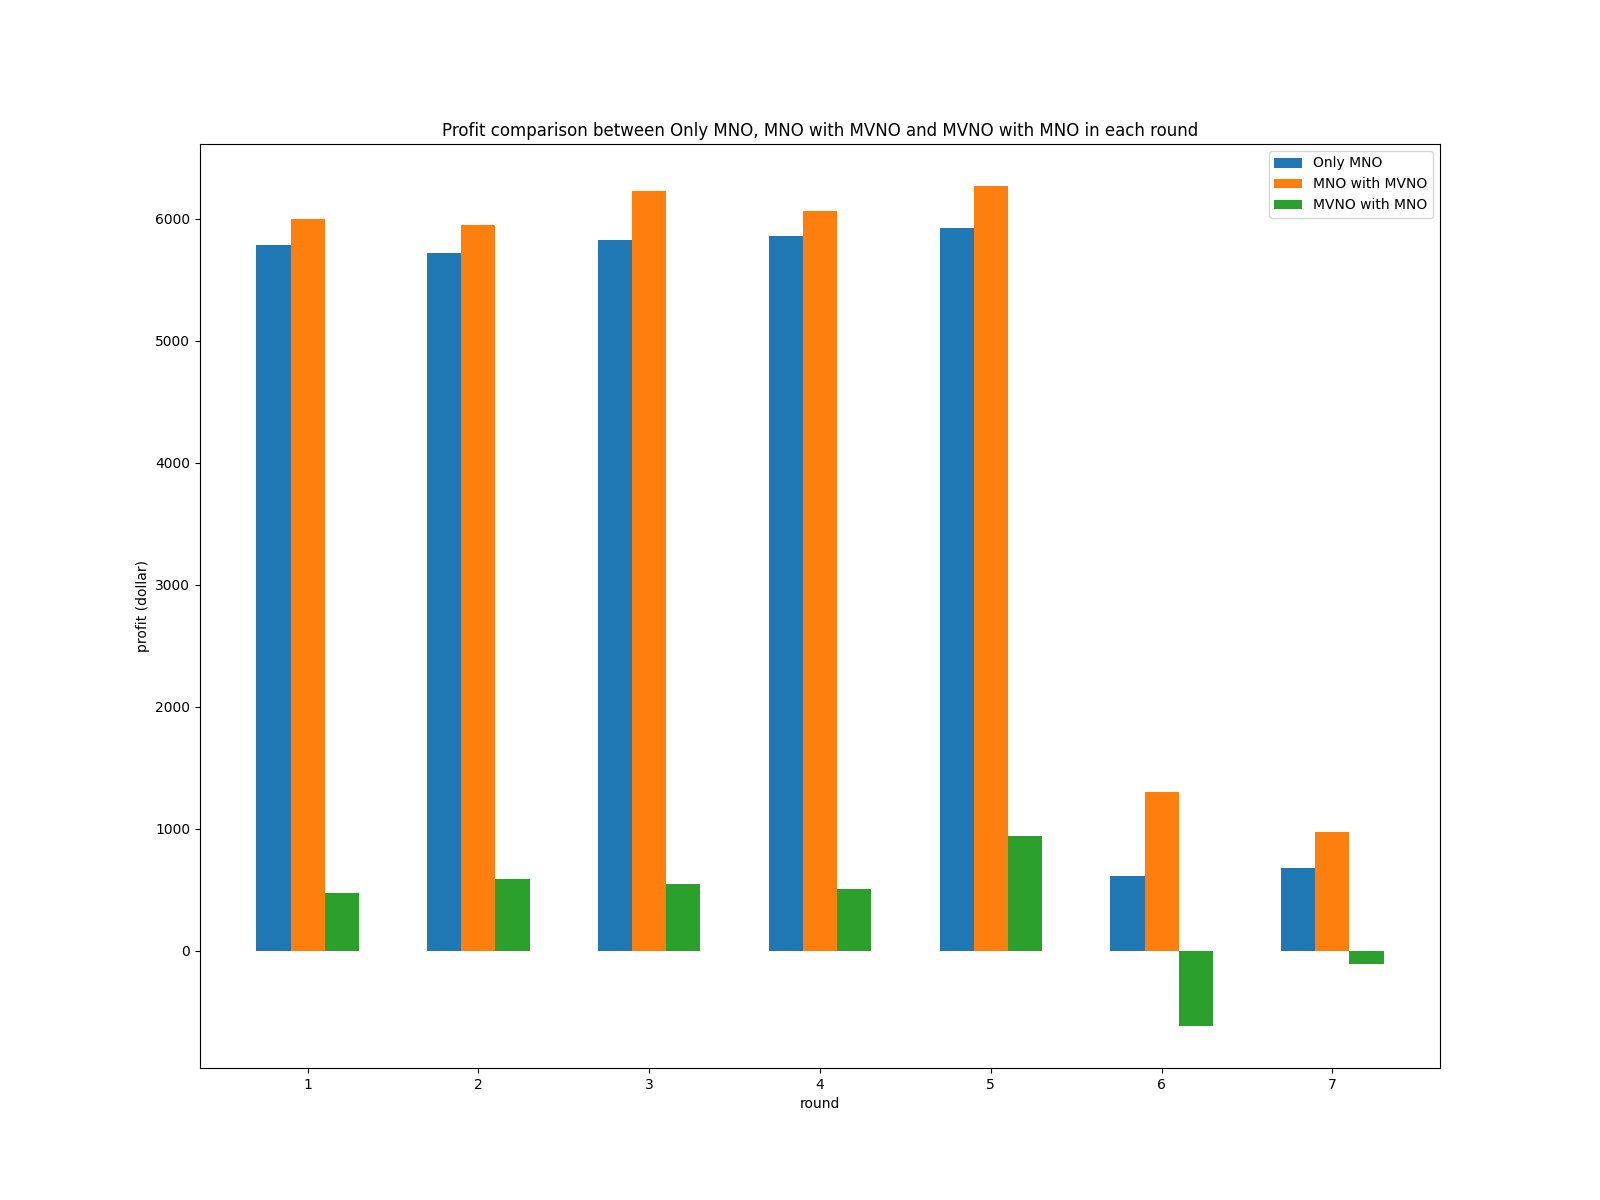 Profit comparison between Only MNO, MNO with MVNO and MVNO with MNO in each round
Only MNO
MNO with MVNO
MVNO with MNO
6000
5000
4000
3000
2000
1000
0
profit (dollar)
1 2 3 4 5 6 7
round